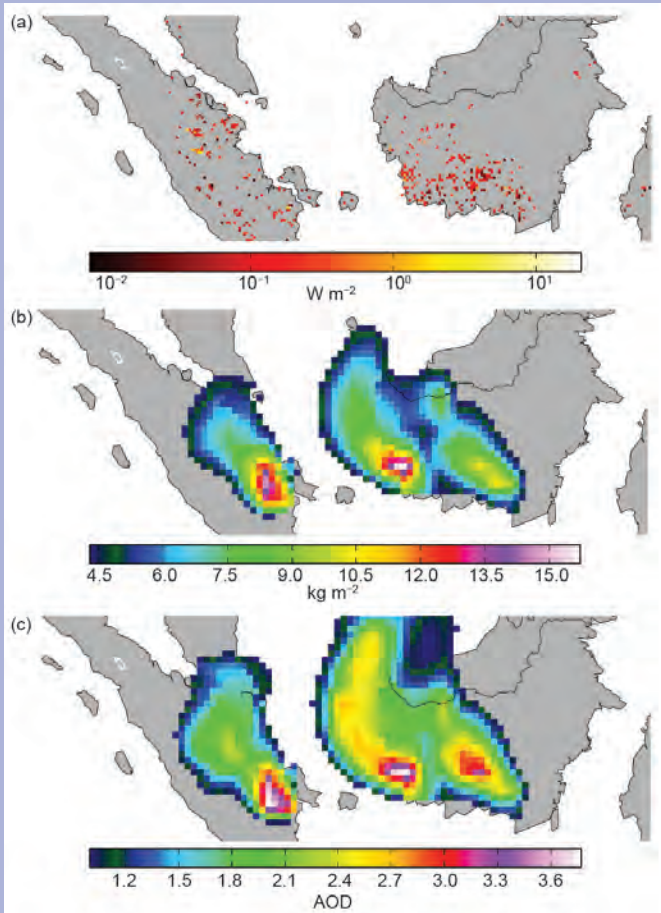 (a)
10⁻² 10⁻¹ 10⁰ 10¹
W m⁻²
(b)
4.5 6.0 7.5 9.0 10.5 12.0 13.5 15.0
kg m⁻²
(c)
1.2 1.5 1.8 2.1 2.4 2.7 3.0 3.3 3.6
AOD